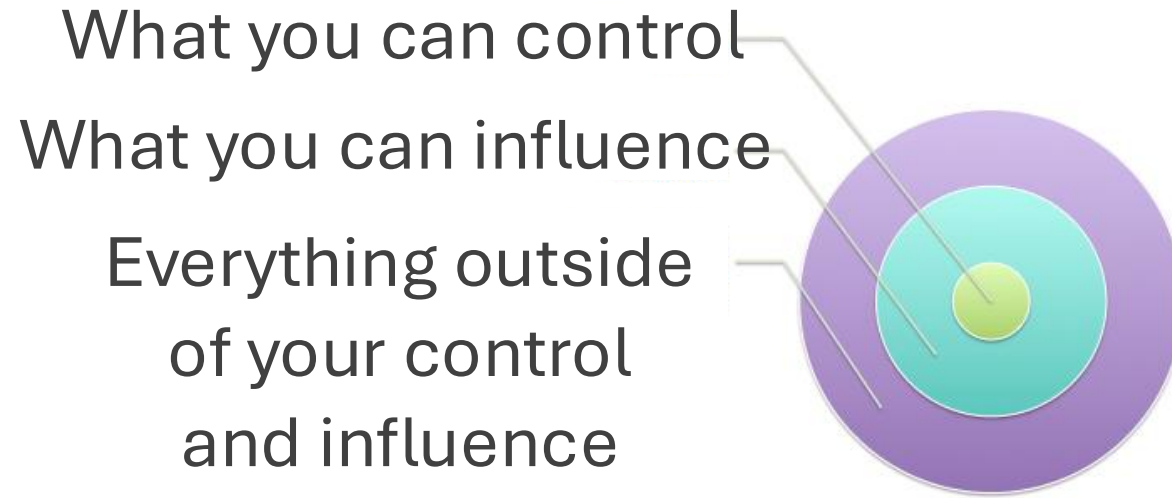 What you can control
What you can influence
Everything outside
of your control
and influence